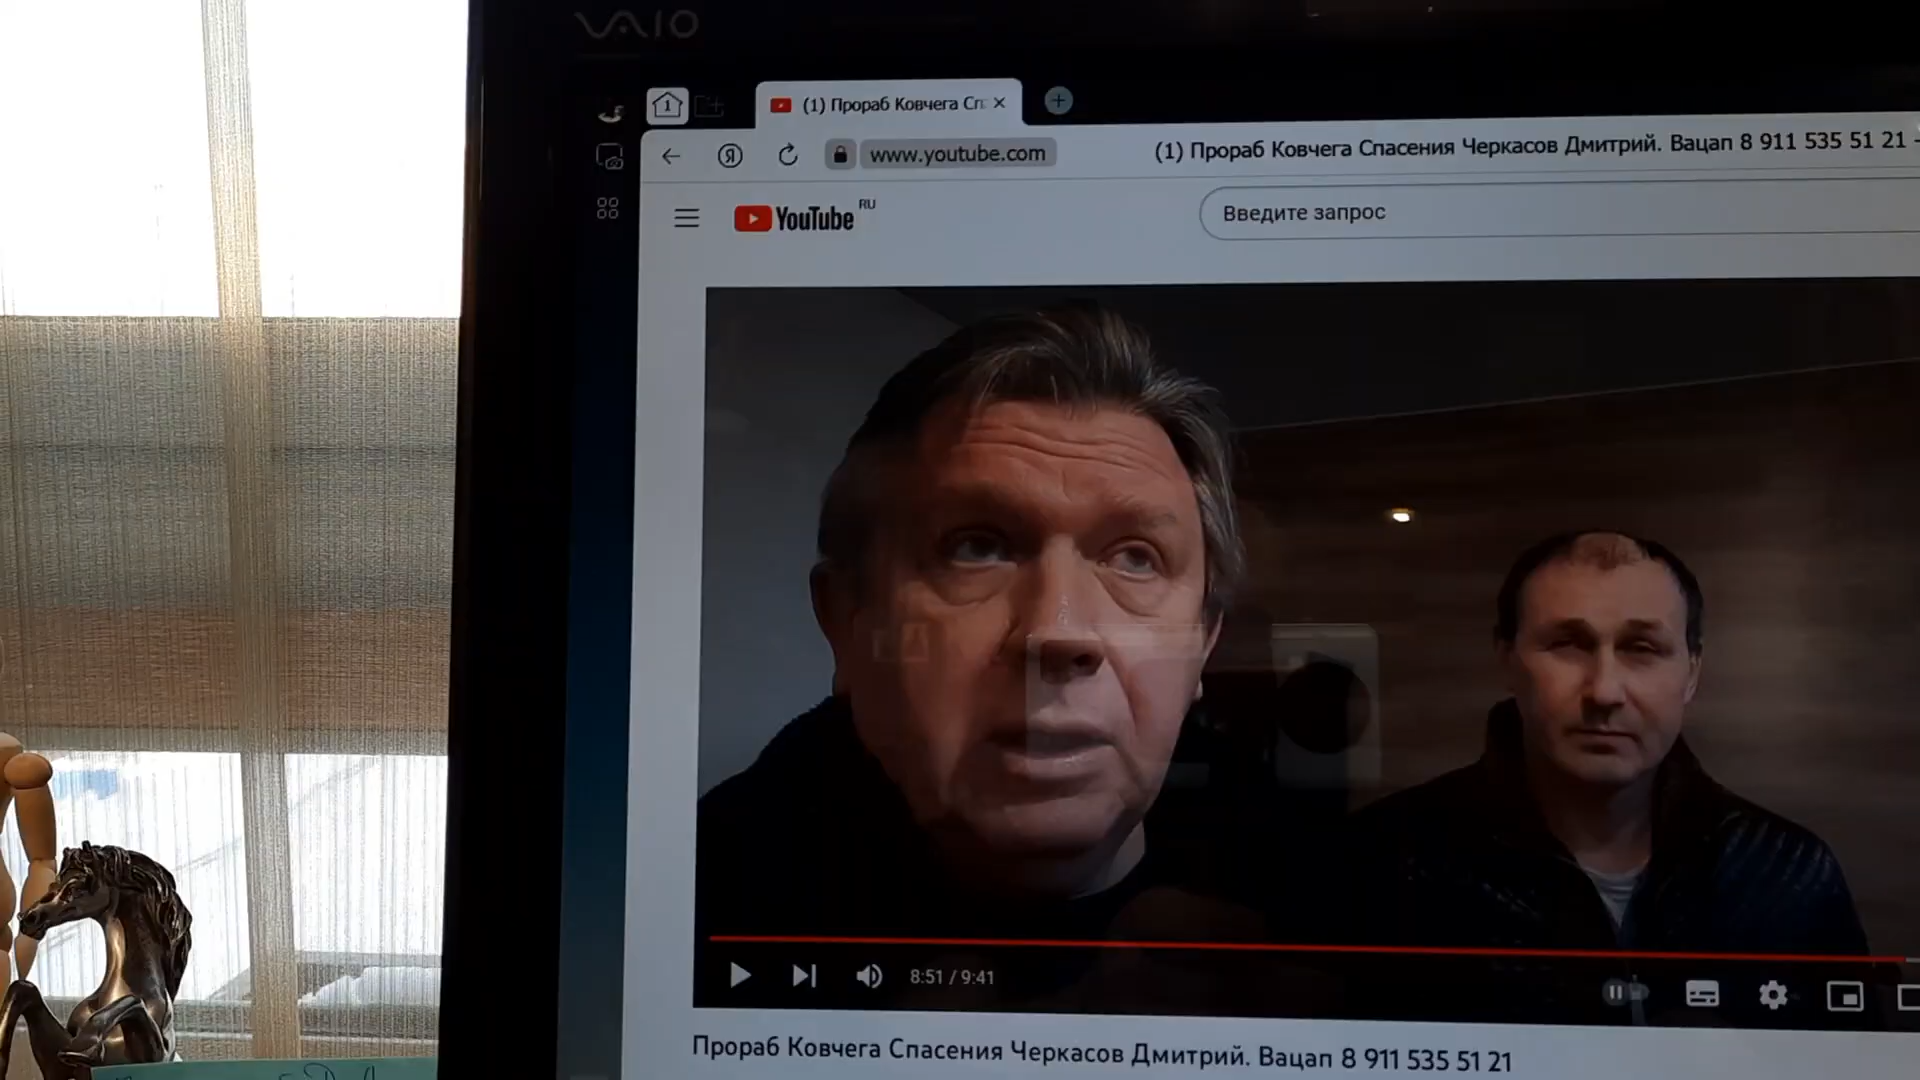 VAIO
1
(1) Прораб Ковчега Сп
www.youtube.com
(1) Прораб Ковчега Спасения Черкасов Дмитрий. Вацап 8 911 535 51 21 -
YouTube RU
Введите запрос
8:51 / 9:41
Прораб Ковчега Спасения Черкасов Дмитрий. Вацап 8 911 535 51 21